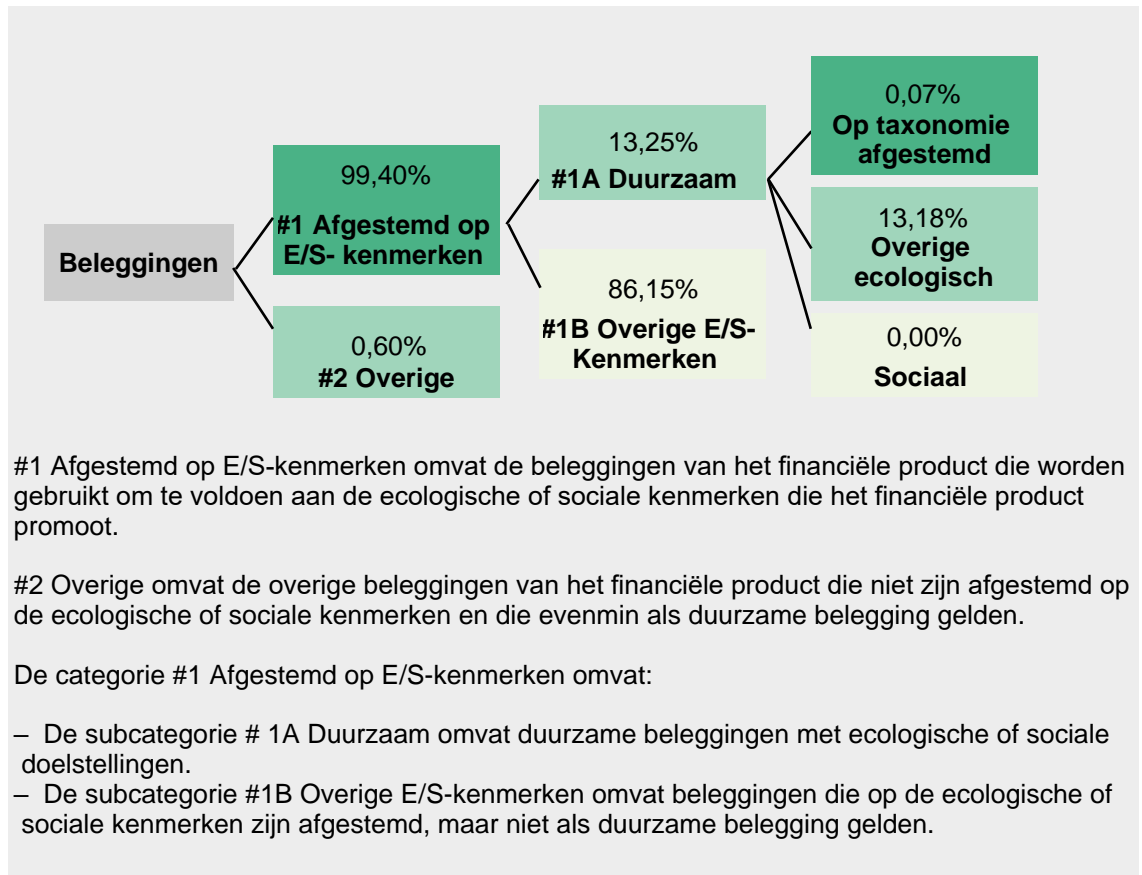 Beleggingen
99,40%
#1 Afgestemd op
E/S- kenmerken
0,60%
#2 Overige
13,25%
#1A Duurzaam
86,15%
#1B Overige E/S-
Kenmerken
0,07%
Op taxonomie
afgestemd
13,18%
Overige
ecologisch
0,00%
Sociaal
#1 Afgestemd op E/S-kenmerken omvat de beleggingen van het financiële product die worden
gebruikt om te voldoen aan de ecologische of sociale kenmerken die het financiële product
promoot.
#2 Overige omvat de overige beleggingen van het financiële product die niet zijn afgestemd op
de ecologische of sociale kenmerken en die evenmin als duurzame belegging gelden.
De categorie #1 Afgestemd op E/S-kenmerken omvat:
– De subcategorie # 1A Duurzaam omvat duurzame beleggingen met ecologische of sociale
doelstellingen.
– De subcategorie #1B Overige E/S-kenmerken omvat beleggingen die op de ecologische of
sociale kenmerken zijn afgestemd, maar niet als duurzame belegging gelden.